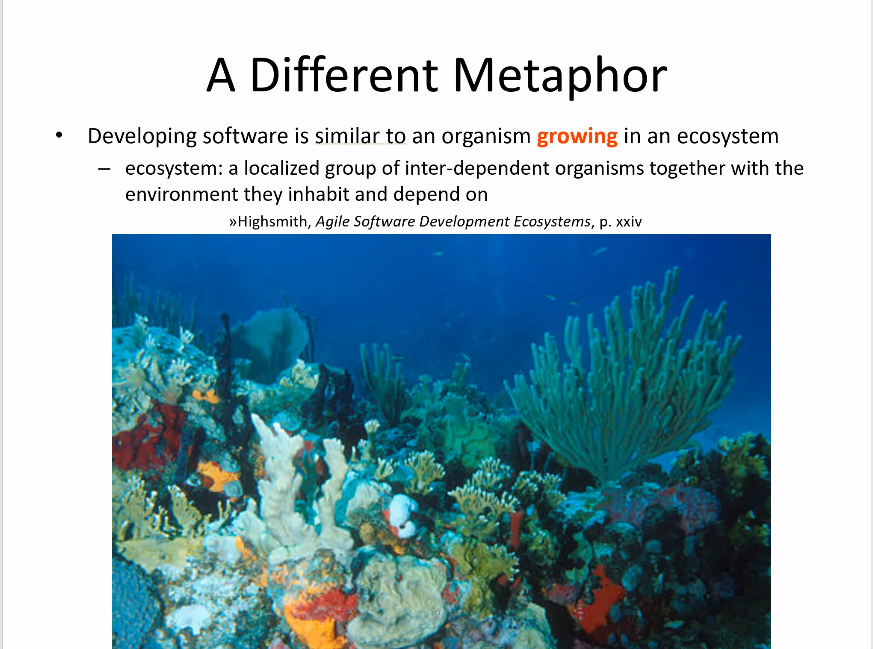 A Different Metaphor
• Developing software is similar to an organism growing in an ecosystem
– ecosystem: a localized group of inter-dependent organisms together with the
environment they inhabit and depend on
»Highsmith, Agile Software Development Ecosystems, p. xxiv